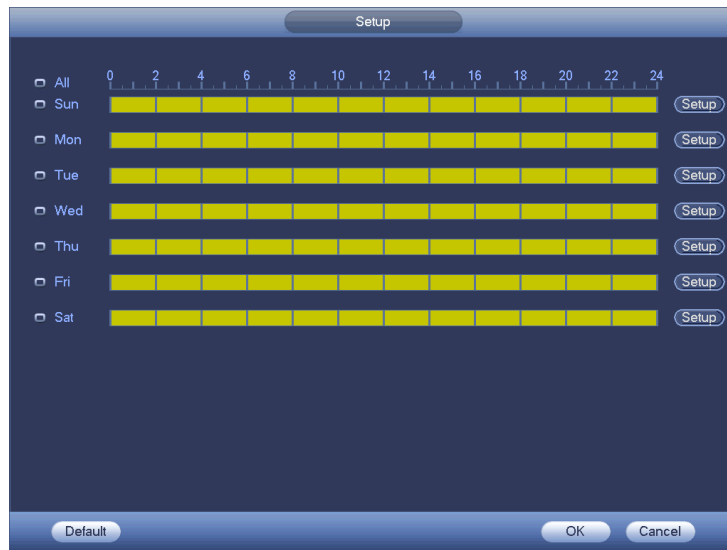 Setup
All 0 2 4 6 8 10 12 14 16 18 20 22 24
Sun Setup
Mon Setup
Tue Setup
Wed Setup
Thu Setup
Fri Setup
Sat Setup
Default OK Cancel